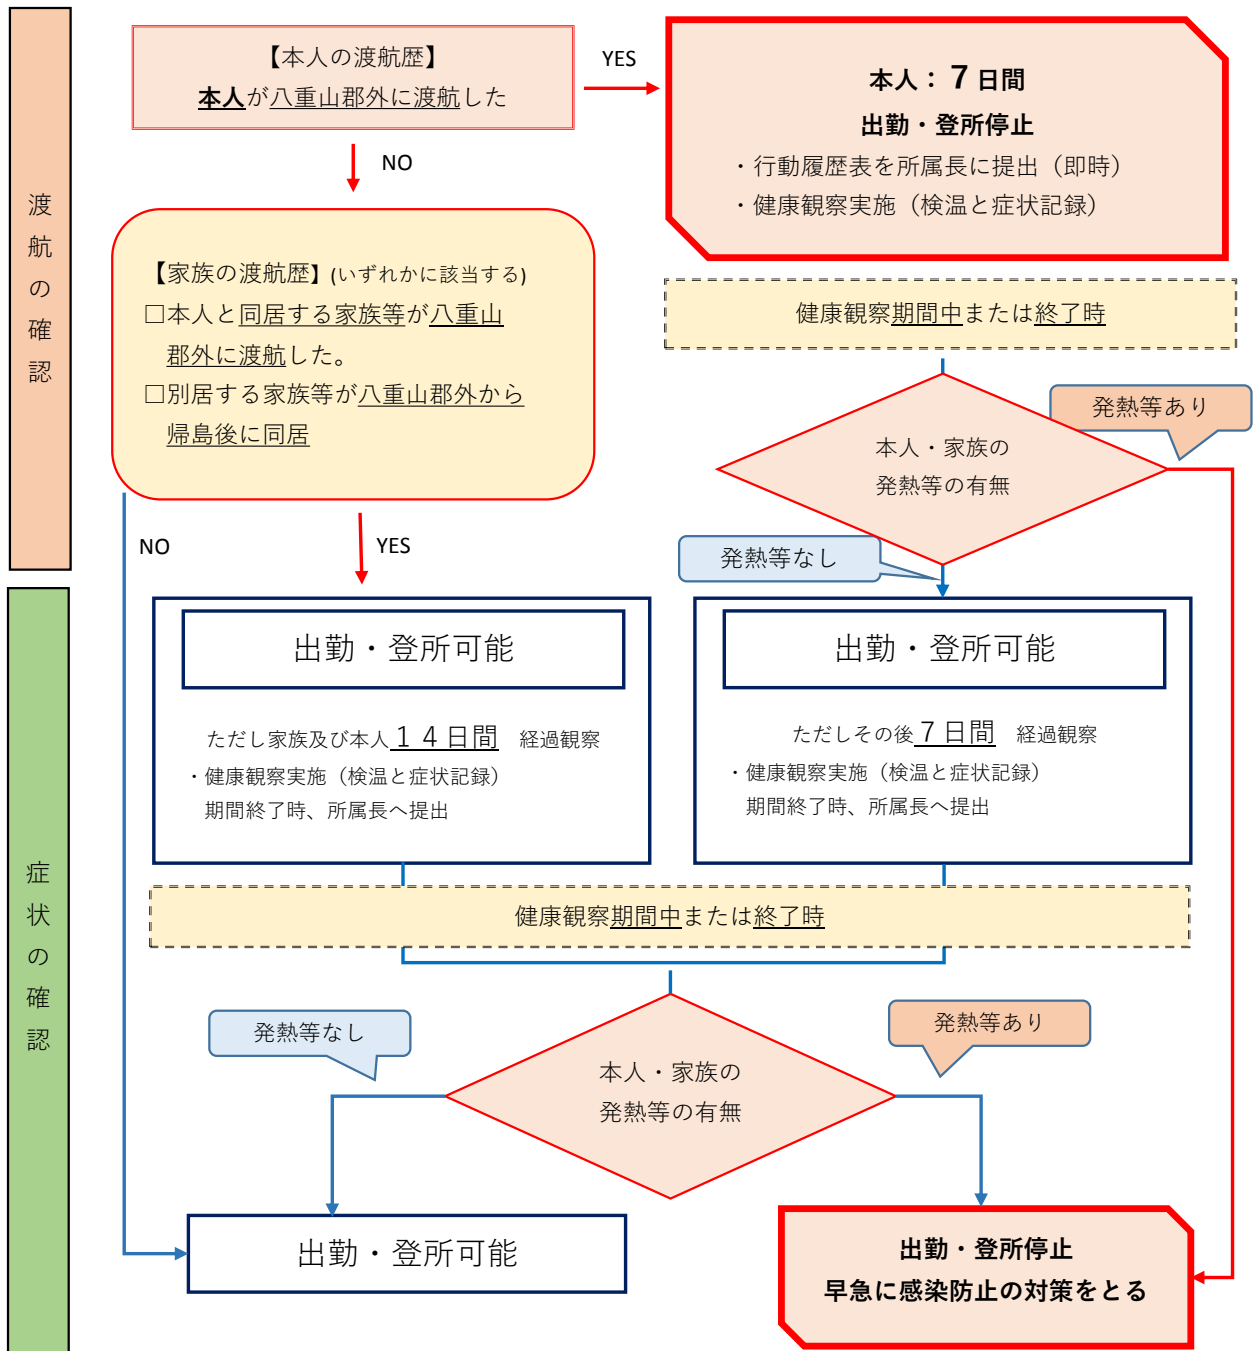 渡航の確認
【本人の渡航歴】
本人が八重山郡外に渡航した
YES
本人：７日間
出勤・登所停止
・行動履歴表を所属長に提出（即時）
・健康観察実施（検温と症状記録）
NO
【家族の渡航歴】(いずれかに該当する)
□本人と同居する家族等が八重山
郡外に渡航した。
□別居する家族等が八重山郡外から
帰島後に同居
健康観察期間中または終了時
発熱等あり
本人・家族の
発熱等の有無
NO
YES
発熱等なし
症状の確認
出勤・登所可能
ただし家族及び本人１４日間　経過観察
・健康観察実施（検温と症状記録）
期間終了時、所属長へ提出
出勤・登所可能
ただしその後７日間　経過観察
・健康観察実施（検温と症状記録）
期間終了時、所属長へ提出
健康観察期間中または終了時
発熱等なし
発熱等あり
本人・家族の
発熱等の有無
出勤・登所可能
出勤・登所停止
早急に感染防止の対策をとる